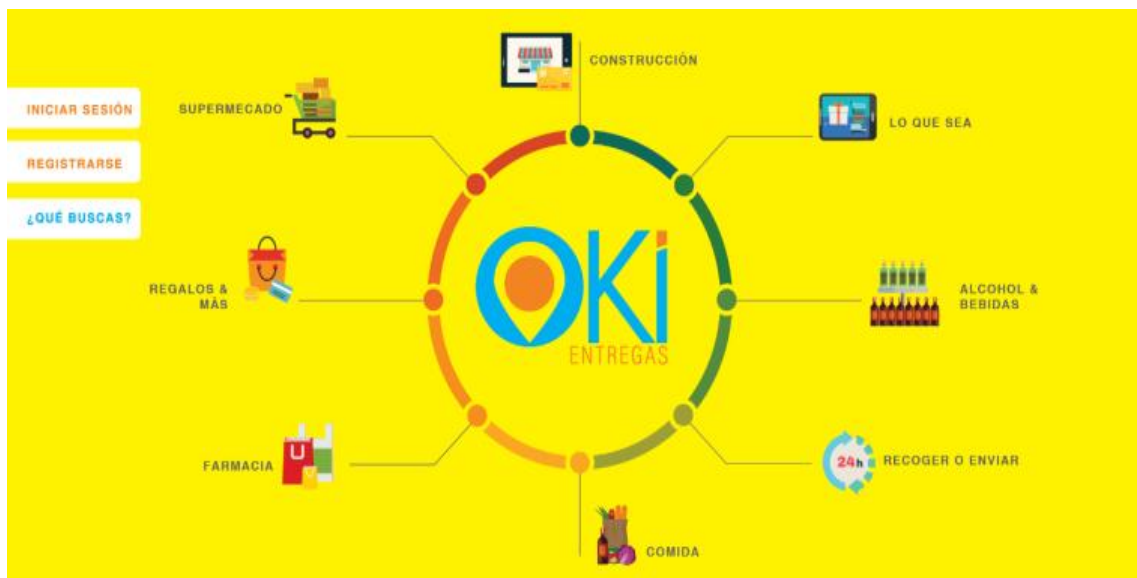 CONSTRUCCIÓN
INICIAR SESIÓN
SUPERMECADO
LO QUE SEA
REGISTRARSE
¿QUÉ BUSCAS?
OKI
ENTREGAS
REGALOS &
MÁS
ALCOHOL &
BEBIDAS
FARMACIA
U
24h
RECOGER O ENVIAR
COMIDA